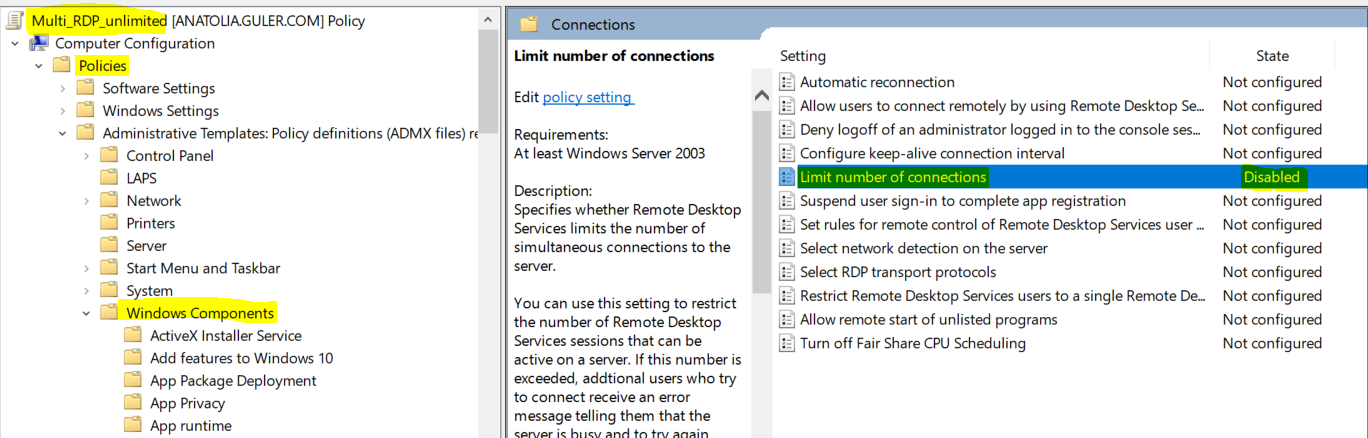 Multi_RDP_unlimited [ANATOLIA.GULER.COM] Policy
Computer Configuration
Policies
Software Settings
Windows Settings
Administrative Templates: Policy definitions (ADMX files) re
Control Panel
LAPS
Network
Printers
Server
Start Menu and Taskbar
System
Windows Components
ActiveX Installer Service
Add features to Windows 10
App Package Deployment
App Privacy
App runtime
Connections
Limit number of connections
Edit policy setting
Requirements:
At least Windows Server 2003
Description:
Specifies whether Remote Desktop
Services limits the number of
simultaneous connections to the
server.
You can use this setting to restrict
the number of Remote Desktop
Services sessions that can be
active on a server. If this number is
exceeded, addtional users who try
to connect receive an error
message telling them that the
server is busy and to try again
Setting State
Automatic reconnection Not configured
Allow users to connect remotely by using Remote Desktop Se... Not configured
Deny logoff of an administrator logged in to the console ses... Not configured
Configure keep-alive connection interval Not configured
Limit number of connections Disabled
Suspend user sign-in to complete app registration Not configured
Set rules for remote control of Remote Desktop Services user ... Not configured
Select network detection on the server Not configured
Select RDP transport protocols Not configured
Restrict Remote Desktop Services users to a single Remote De... Not configured
Allow remote start of unlisted programs Not configured
Turn off Fair Share CPU Scheduling Not configured